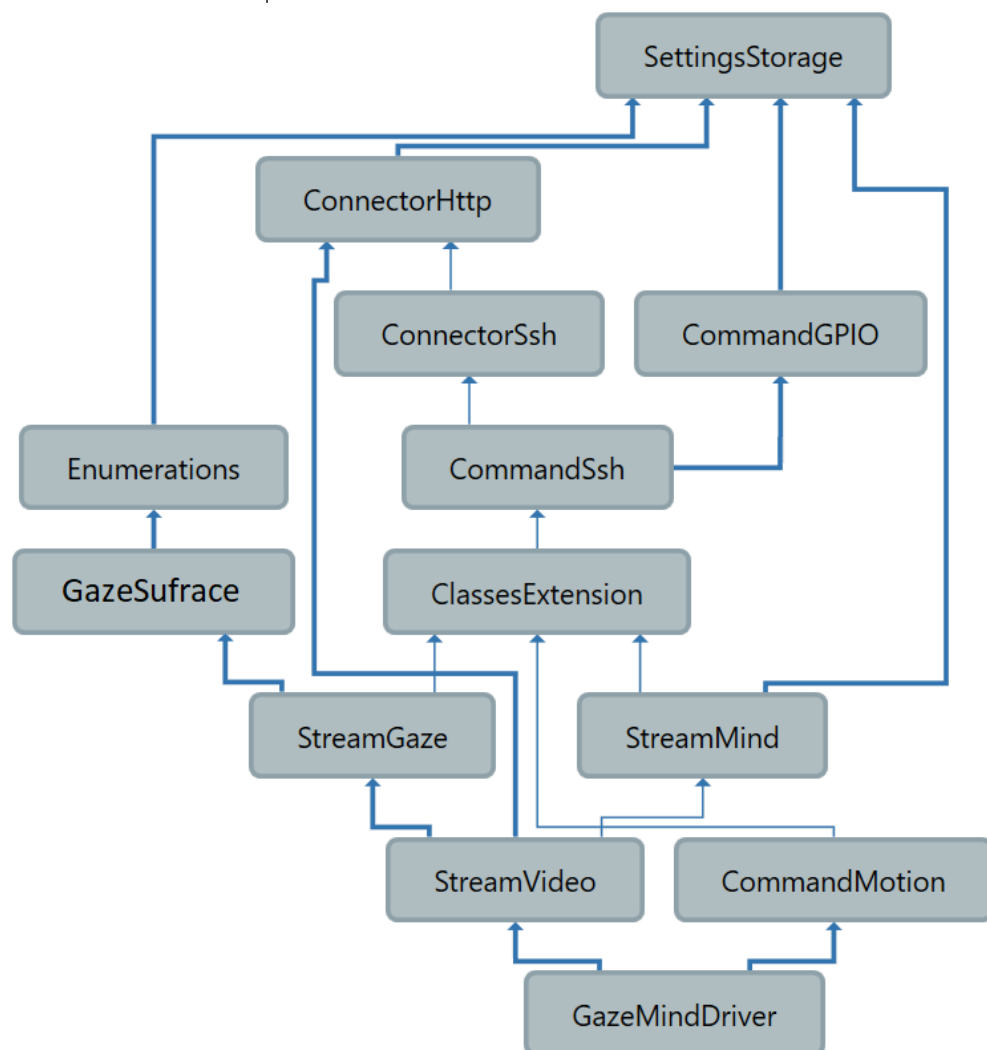 SettingsStorage
ConnectorHttp
ConnectorSsh
CommandGPIO
Enumerations
CommandSsh
GazeSufrace
ClassesExtension
StreamGaze
StreamMind
StreamVideo
CommandMotion
GazeMindDriver